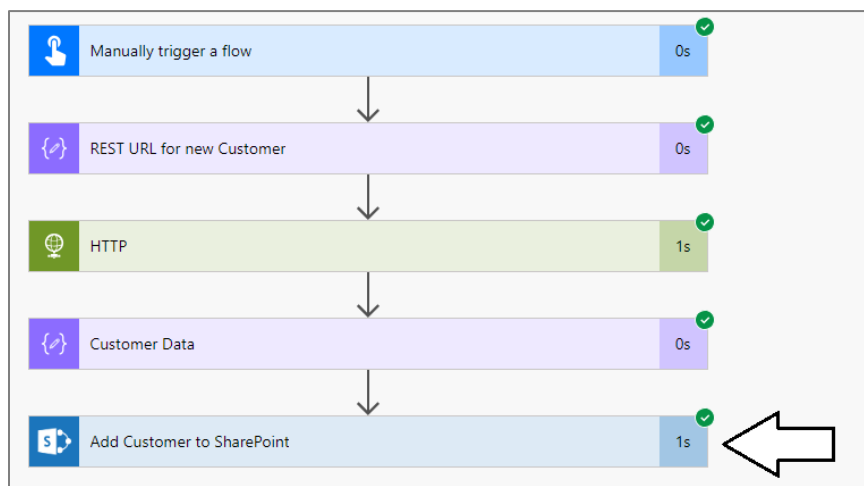 Manually trigger a flow 0s
REST URL for new Customer 0s
HTTP 1s
Customer Data 0s
S Add Customer to SharePoint 1s